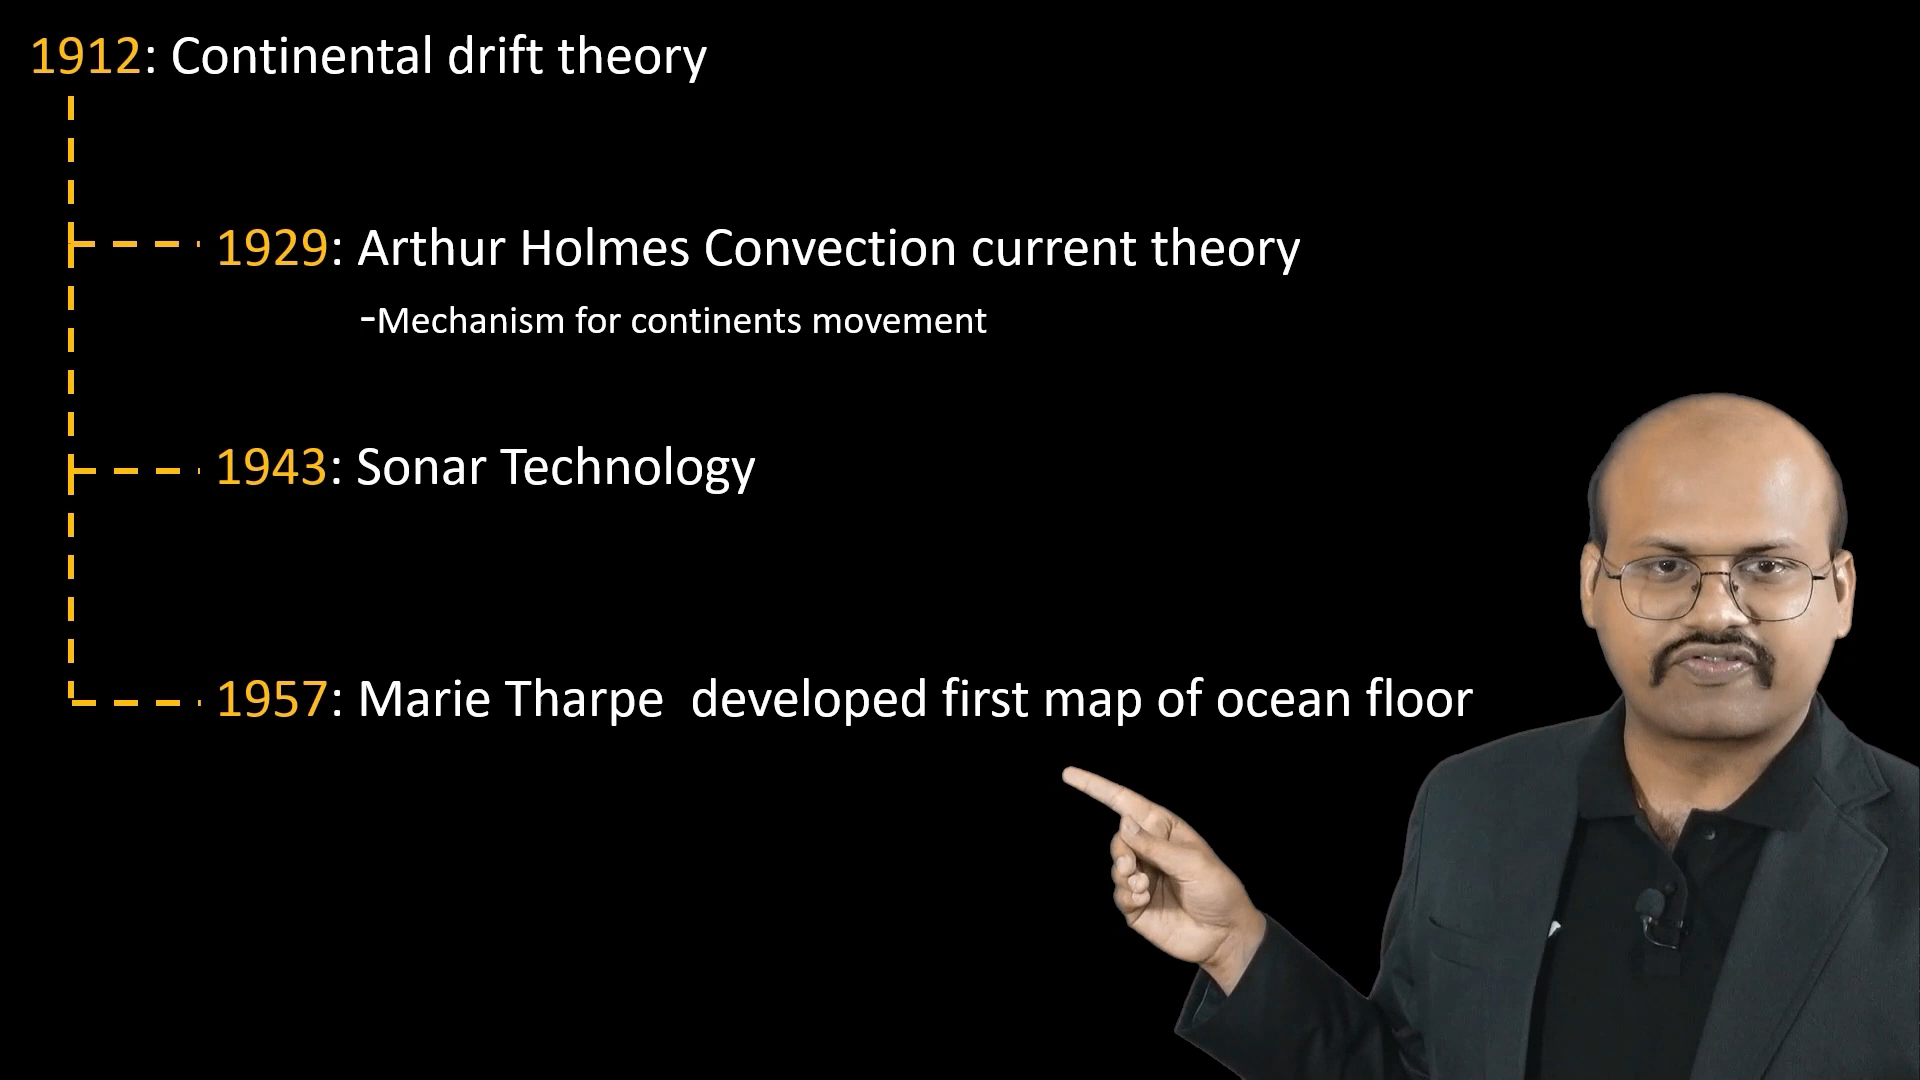 1912: Continental drift theory
1929: Arthur Holmes Convection current theory
-Mechanism for continents movement
1943: Sonar Technology
1957: Marie Tharpe  developed first map of ocean floor